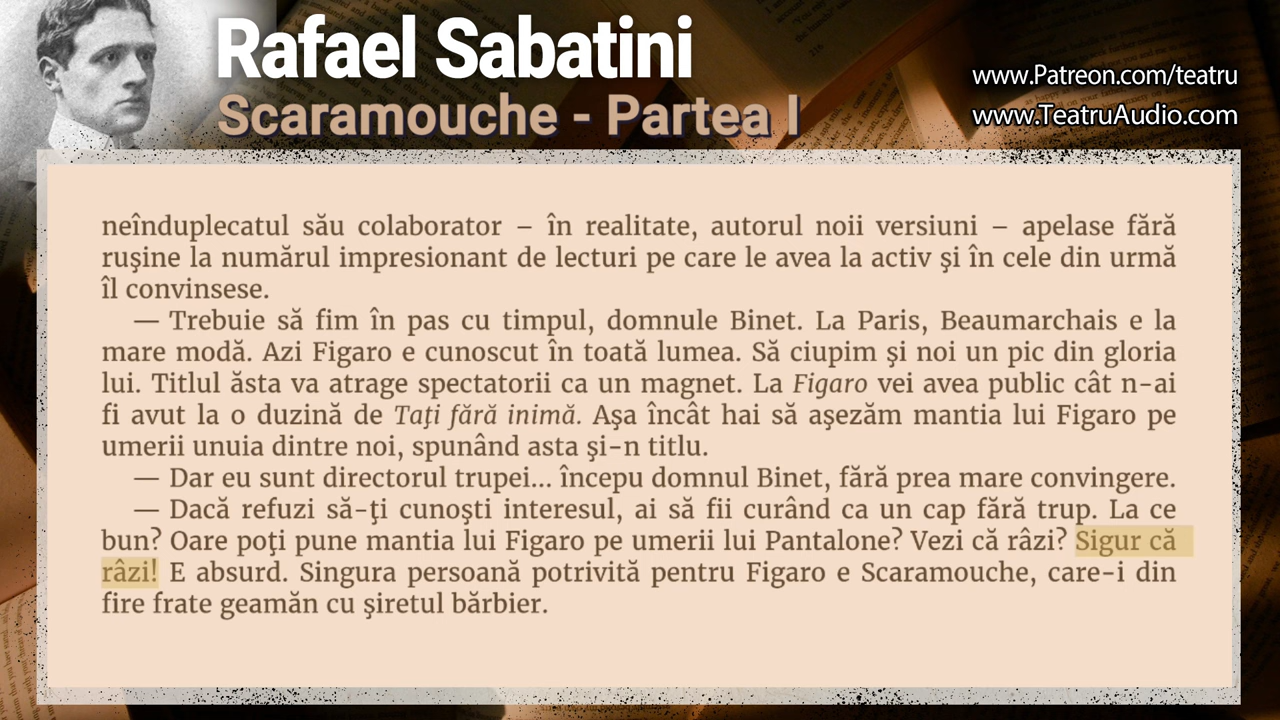 Rafael Sabatini
Scaramouche - Partea I
www.Patreon.com/teatru
www.TeatruAudio.com
neînduplecatul său colaborator – în realitate, autorul noii versiuni – apelase fără
ruşine la numărul impresionant de lecturi pe care le avea la activ şi în cele din urmă
îl convinsese.
— Trebuie să fim în pas cu timpul, domnule Binet. La Paris, Beaumarchais e la
mare modă. Azi Figaro e cunoscut în toată lumea. Să ciupim şi noi un pic din gloria
lui. Titlul ăsta va atrage spectatorii ca un magnet. La Figaro vei avea public cât n-ai
fi avut la o duzină de Taţi fără inimă. Aşa încât hai să aşezăm mantia lui Figaro pe
umerii unuia dintre noi, spunând asta şi-n titlu.
— Dar eu sunt directorul trupei... începu domnul Binet, fără prea mare convingere.
— Dacă refuzi să-ţi cunoşti interesul, ai să fii curând ca un cap fără trup. La ce
bun? Oare poţi pune mantia lui Figaro pe umerii lui Pantalone? Vezi că râzi? Sigur că
râzi! E absurd. Singura persoană potrivită pentru Figaro e Scaramouche, care-i din
fire frate geamăn cu şiretul bărbier.